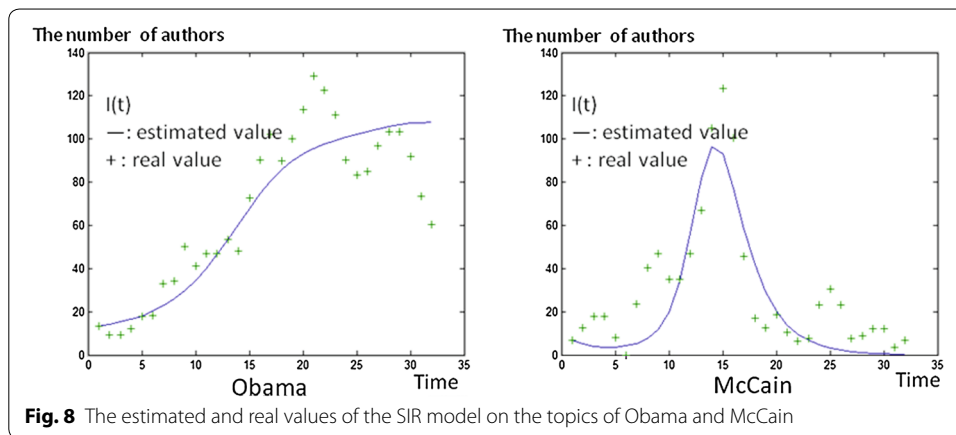 The number of authors
140
120
100
80
60
40
20
0
I(t)
—: estimated value
+ : real value
0 5 10 15 20 25 30 35
Obama Time
The number of authors
140
120
100
80
60
40
20
0
I(t)
—: estimated value
+ : real value
0 5 10 15 20 25 30 35
McCain Time
Fig. 8 The estimated and real values of the SIR model on the topics of Obama and McCain